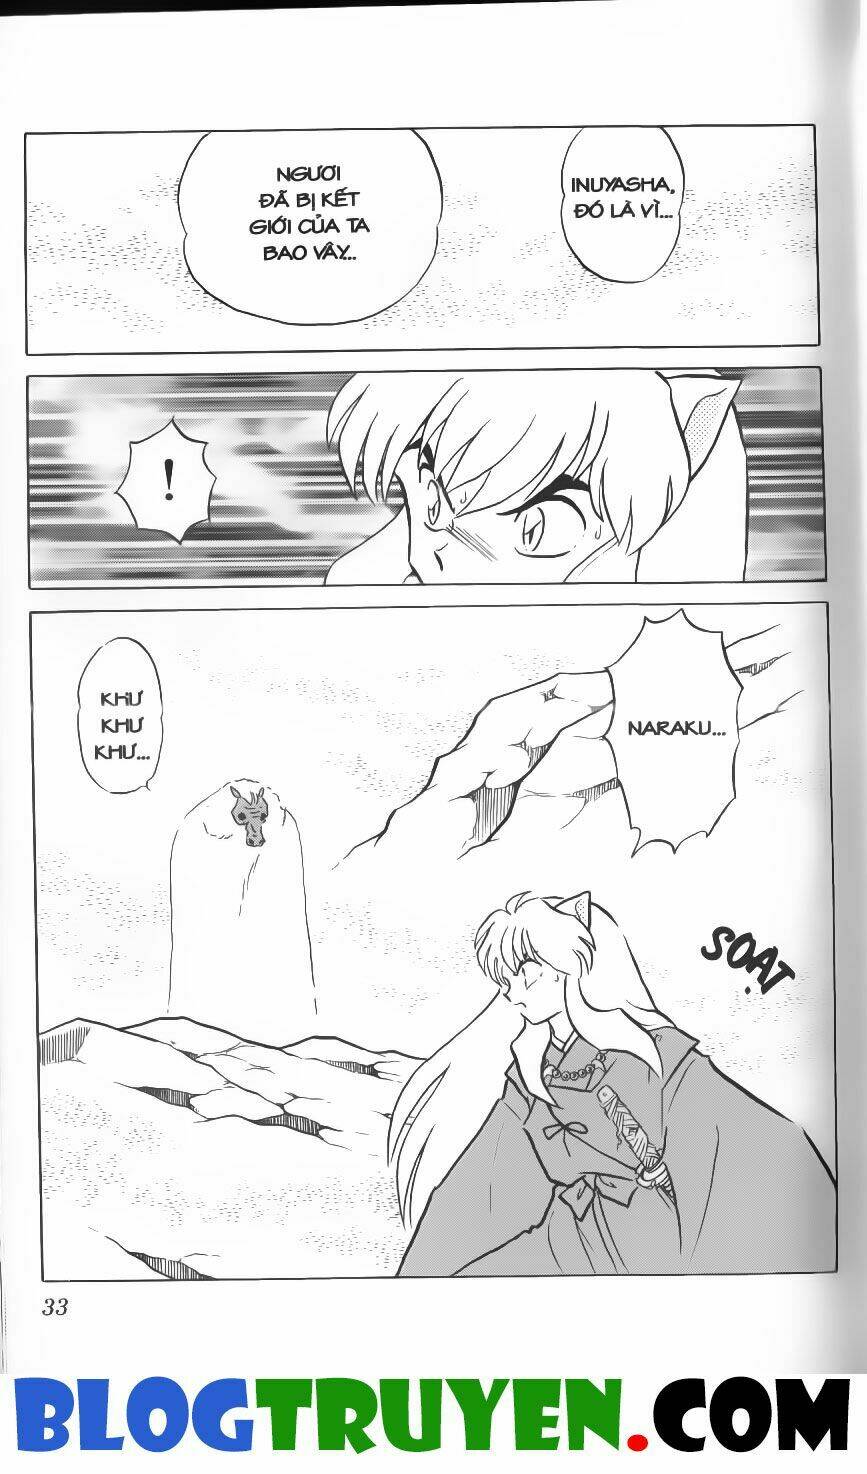 INUYASHA,
ĐÓ LÀ VÌ...
NGƯƠI
ĐÃ BỊ KẾT
GIỚI CỦA TA
BAO VÂY...
!
NARAKU...
KHƯ
KHƯ
KHƯ...
SOẠT
33
BLOGTRUYEN.COM